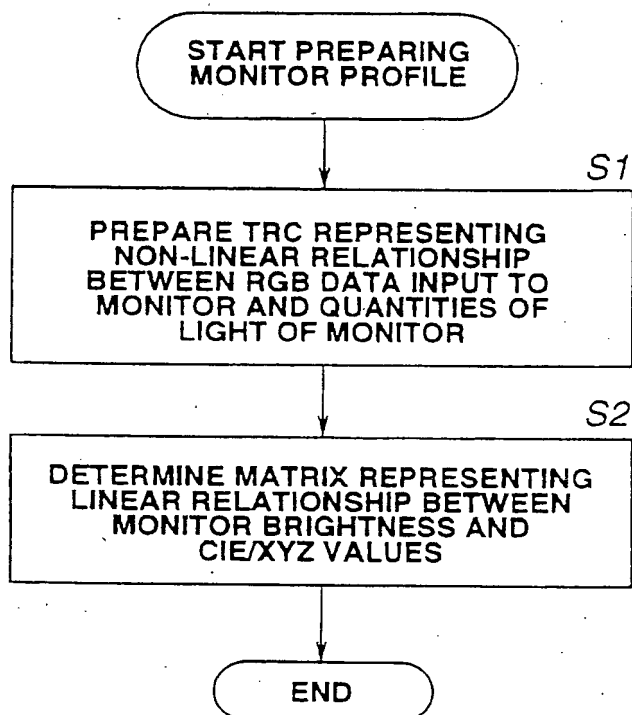 START PREPARING
MONITOR PROFILE
S1
PREPARE TRC REPRESENTING
NON-LINEAR RELATIONSHIP
BETWEEN RGB DATA INPUT TO
MONITOR AND QUANTITIES OF
LIGHT OF MONITOR
S2
DETERMINE MATRIX REPRESENTING
LINEAR RELATIONSHIP BETWEEN
MONITOR BRIGHTNESS AND
CIE/XYZ VALUES
END